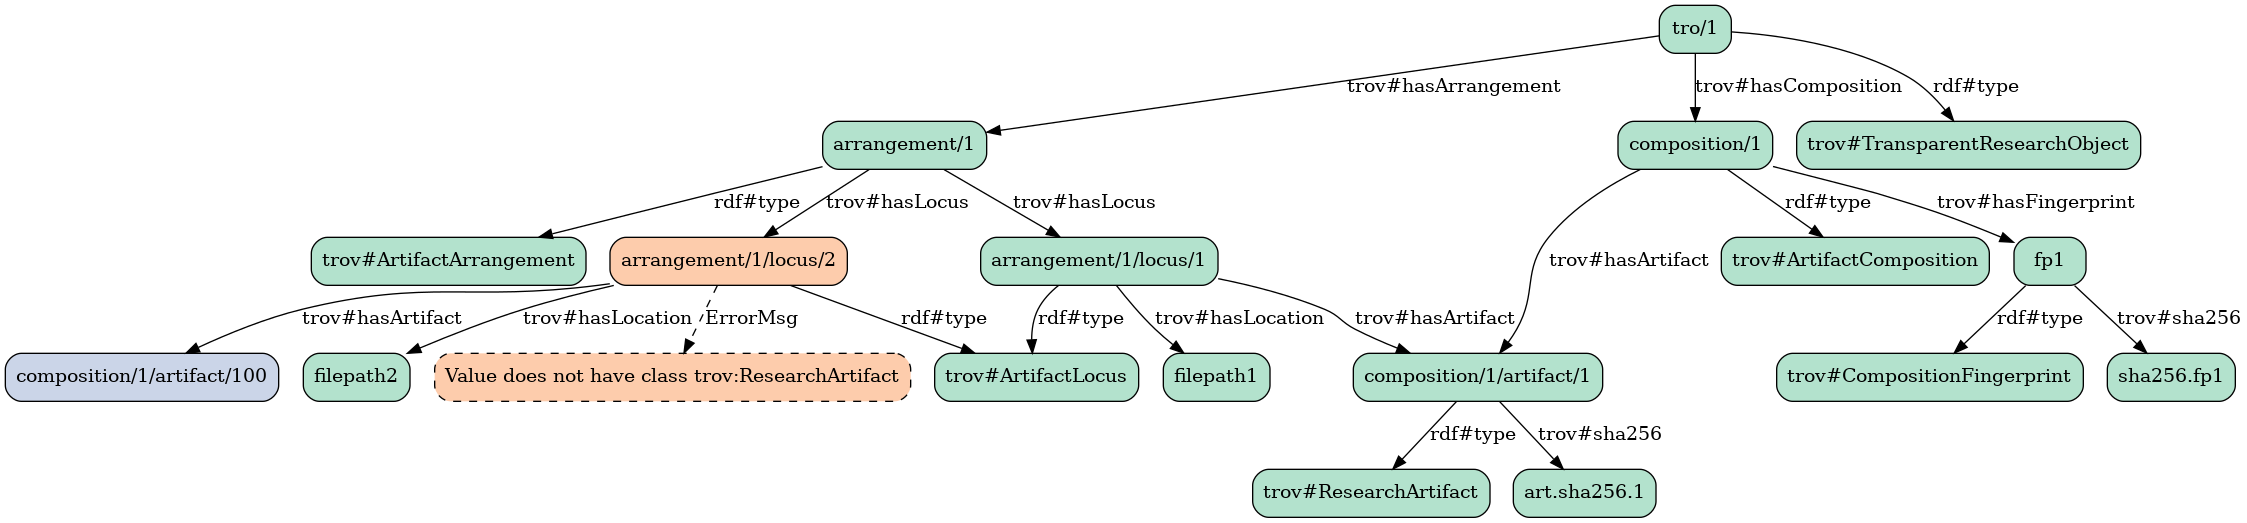 tro/1
trov#hasArrangement
trov#hasComposition
rdf#type
arrangement/1
composition/1
trov#TransparentResearchObject
rdf#type
trov#hasLocus
trov#hasLocus
rdf#type
trov#hasFingerprint
trov#ArtifactArrangement
arrangement/1/locus/2
arrangement/1/locus/1
trov#hasArtifact
trov#ArtifactComposition
fp1
trov#hasArtifact
trov#hasLocation
ErrorMsg
rdf#type
rdf#type
trov#hasLocation
trov#hasArtifact
rdf#type
trov#sha256
composition/1/artifact/100
filepath2
Value does not have class trov:ResearchArtifact
trov#ArtifactLocus
filepath1
composition/1/artifact/1
trov#CompositionFingerprint
sha256.fp1
rdf#type
trov#sha256
trov#ResearchArtifact
art.sha256.1